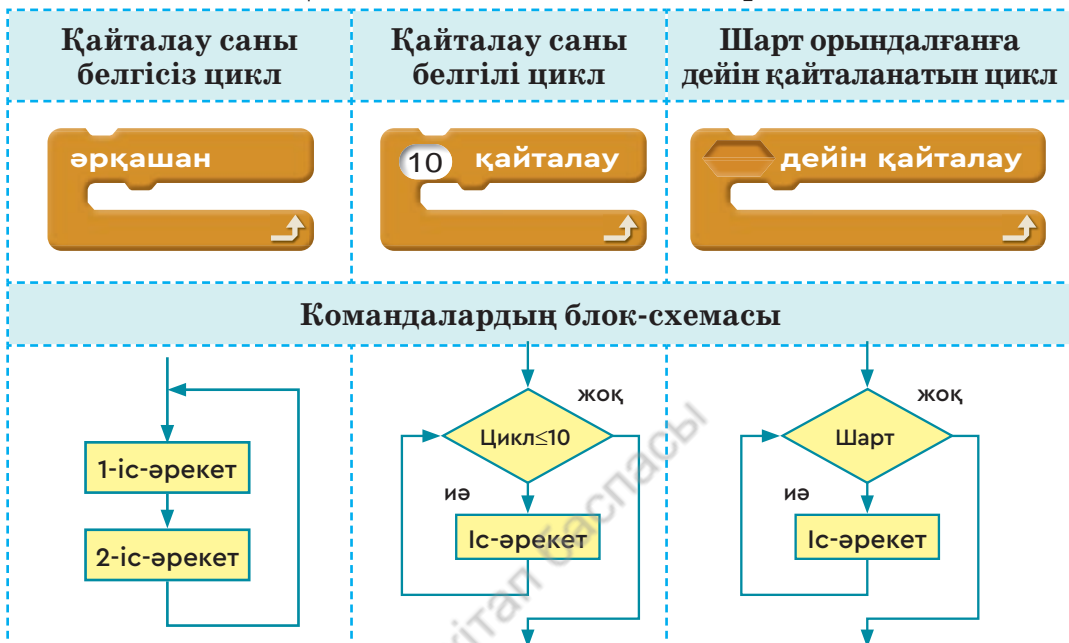 Қайталау саны
белгісіз цикл
Қайталау саны
белгілі цикл
Шарт орындалғанға
дейін қайталанатын цикл
әрқашан
10 қайталау
дейін қайталау
Командалардың блок-схемасы
1-іс-әрекет
2-іс-әрекет
жоқ
Цикл≤10
иә
Іс-әрекет
жоқ
Шарт
иә
Іс-әрекет
баспасы